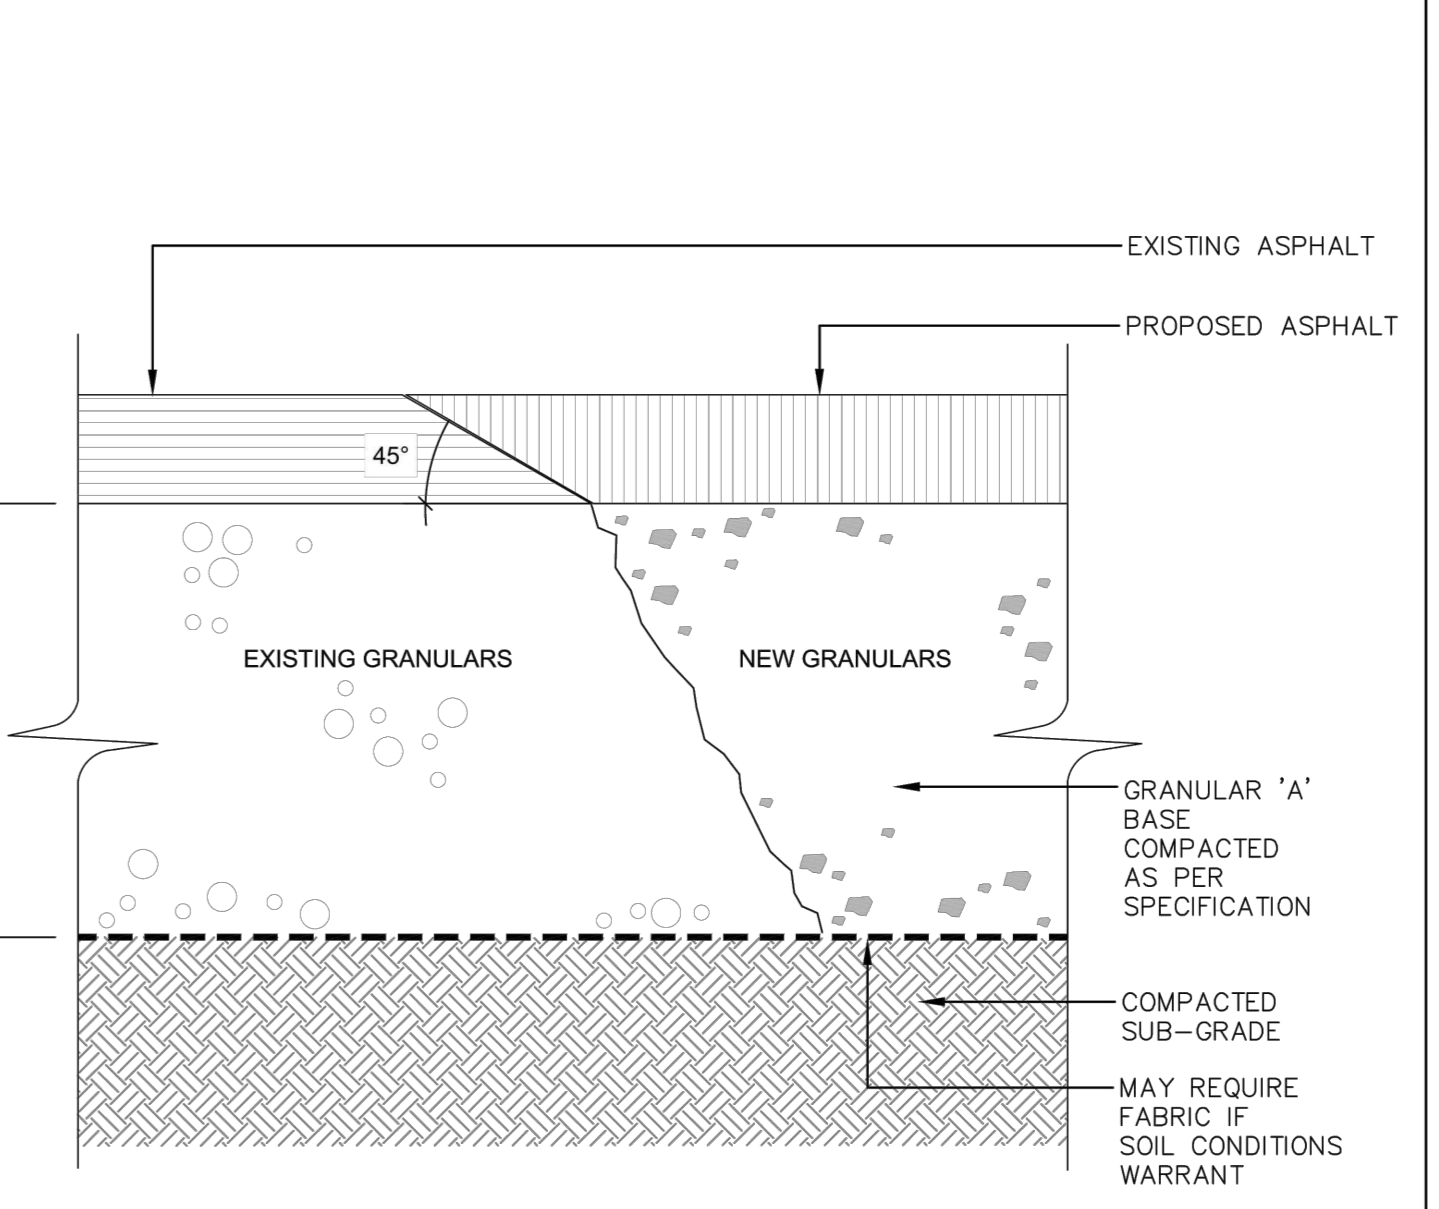 EXISTING ASPHALT
PROPOSED ASPHALT
45°
EXISTING GRANULARS
NEW GRANULARS
GRANULAR 'A'
BASE
COMPACTED
AS PER
SPECIFICATION
COMPACTED
SUB-GRADE
MAY REQUIRE
FABRIC IF
SOIL CONDITIONS
WARRANT